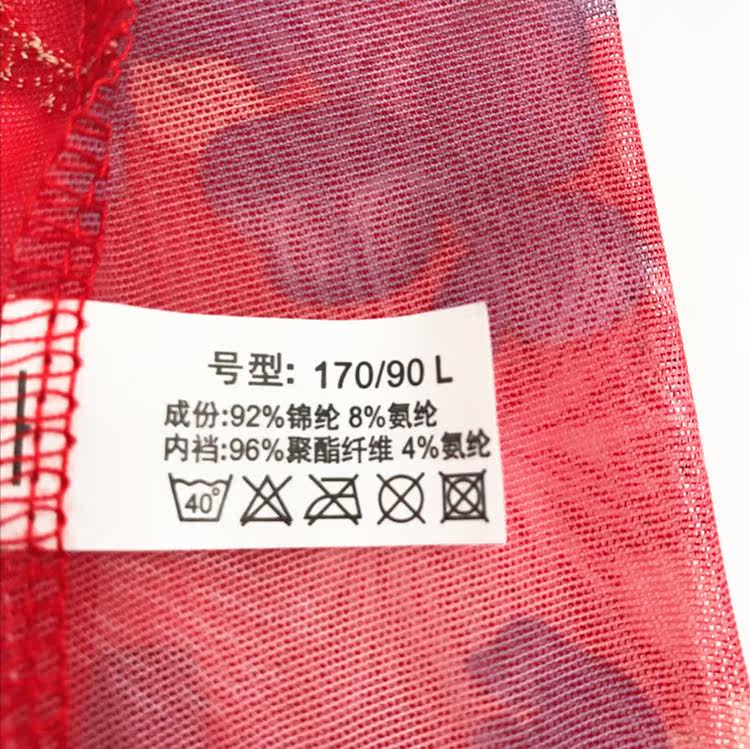 号型: 170/90 L
成份:92%锦纶 8%氨纶
内裆:96%聚酯纤维 4%氨纶
40°